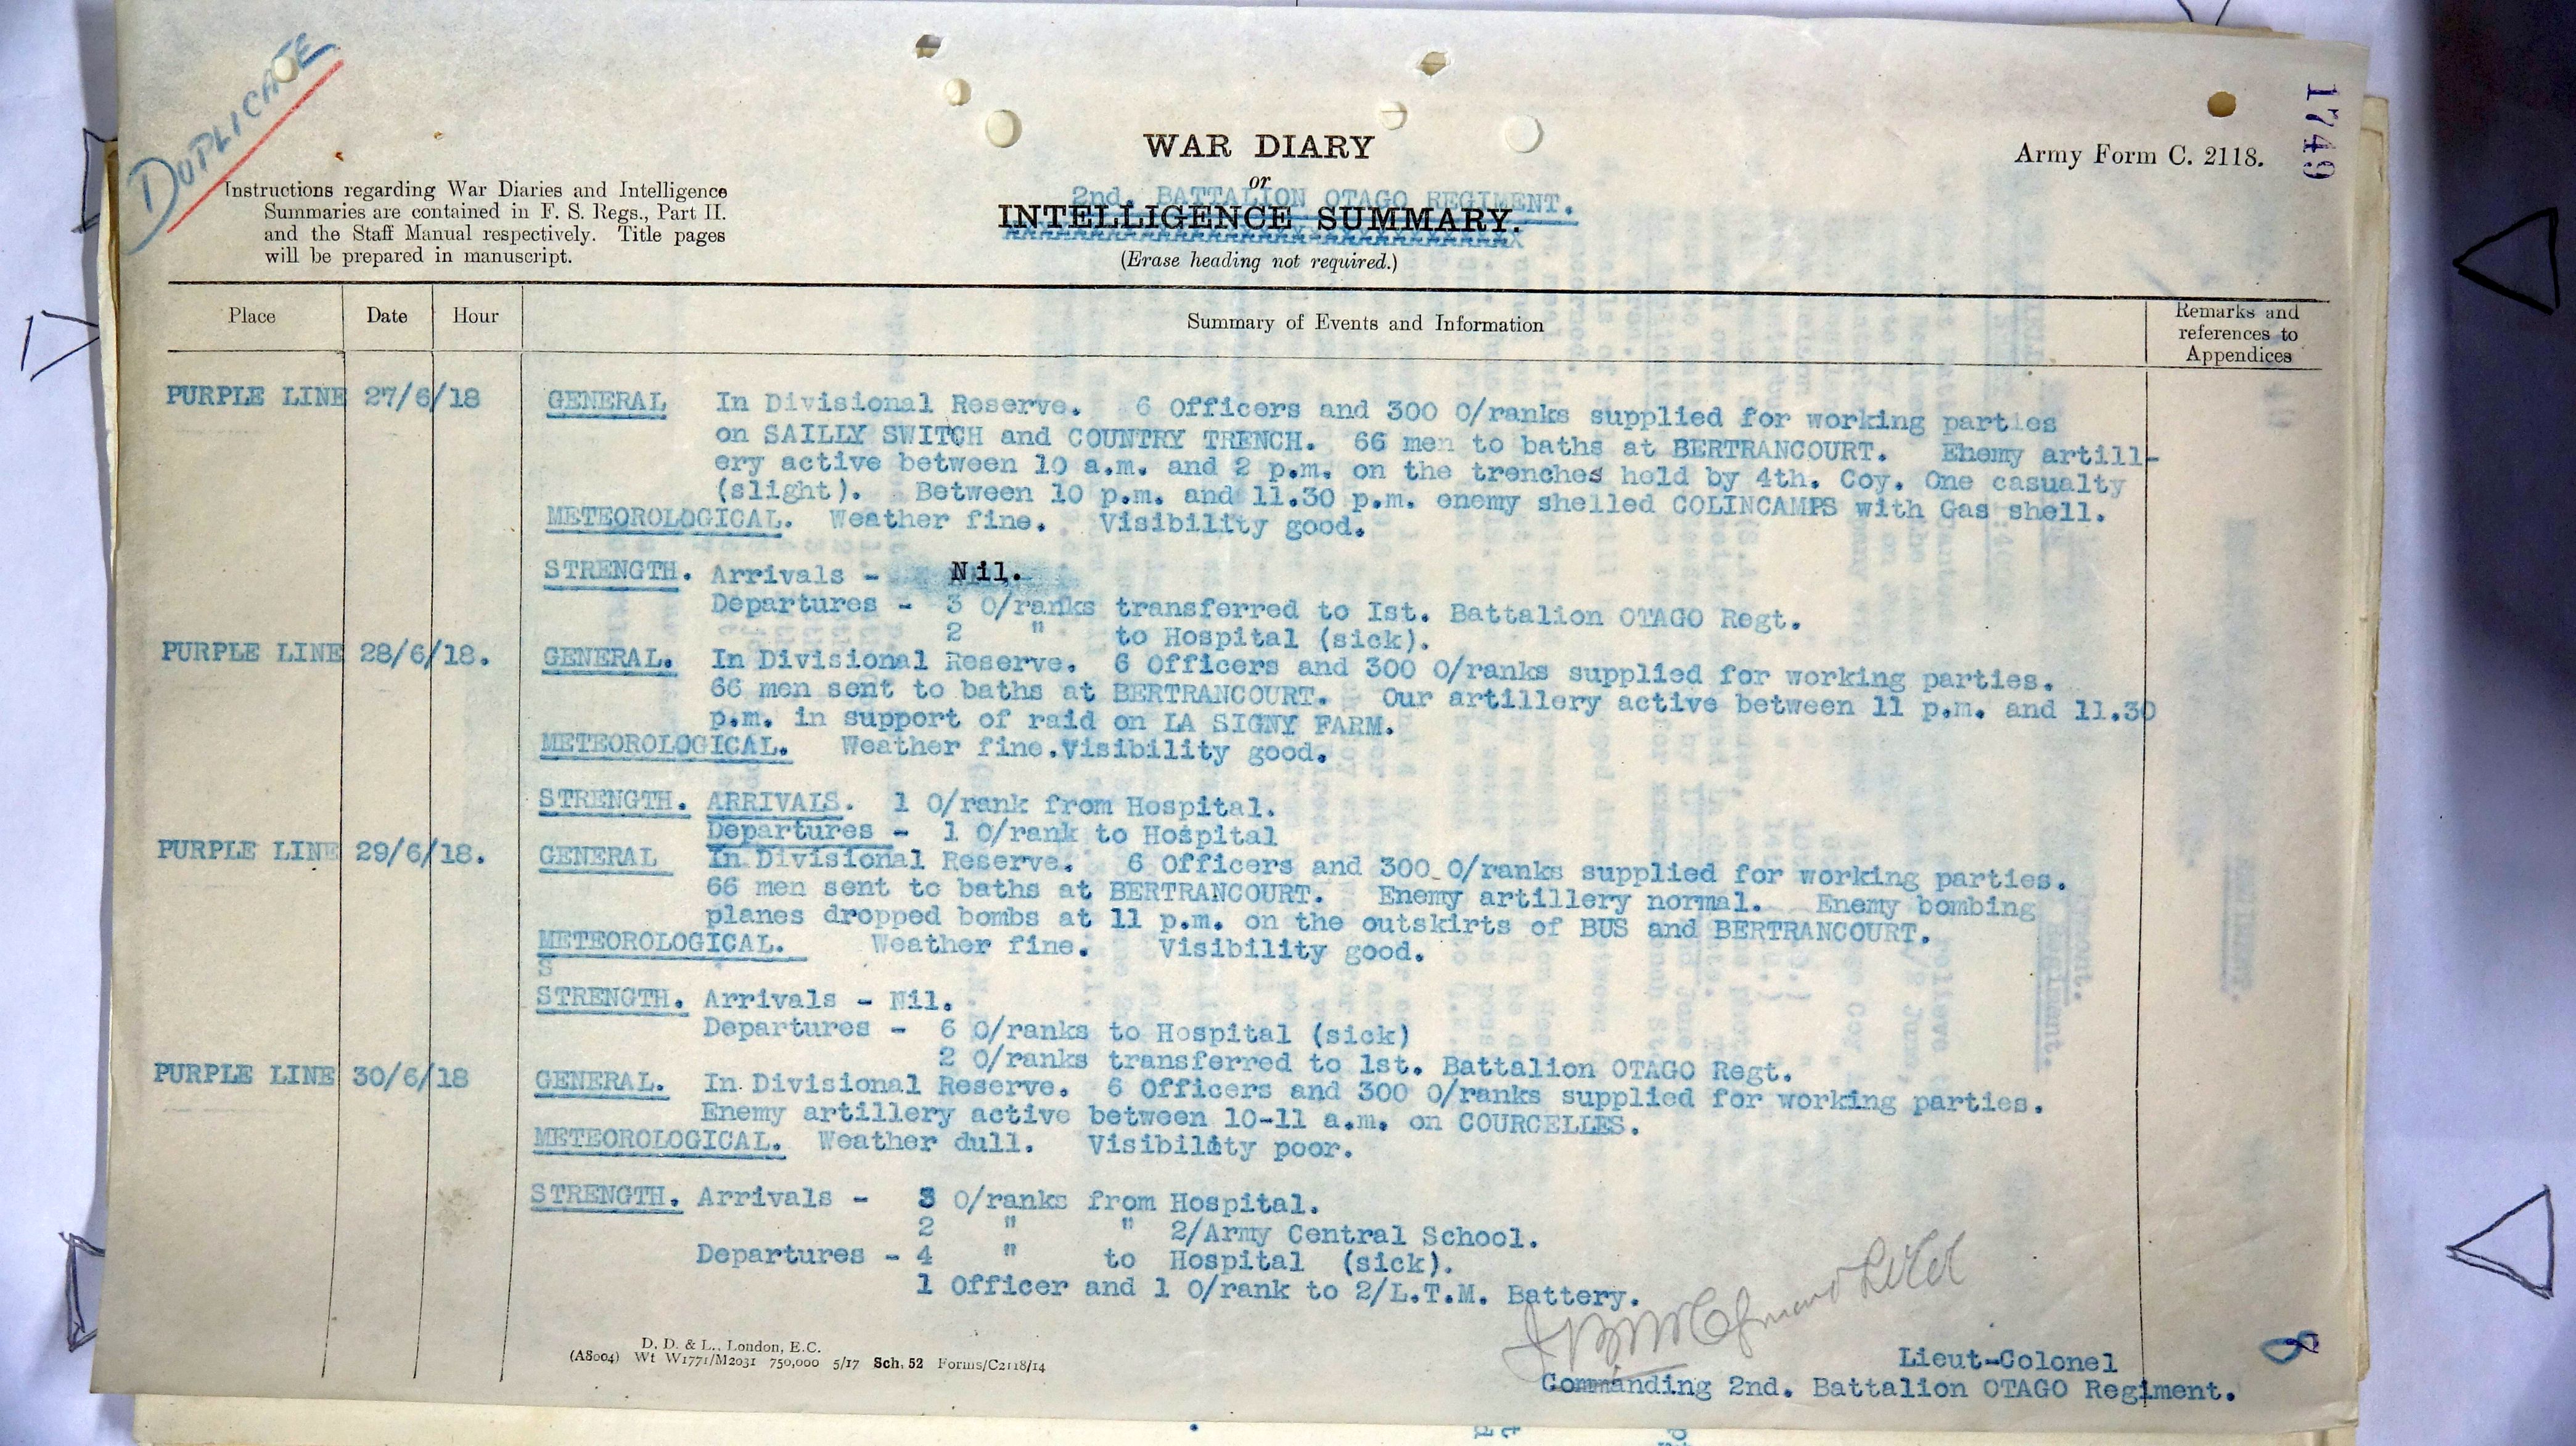 DUPLICATE
1749
WAR DIARY
Army Form C. 2118.
or
2nd. BATTALION OTAGO REGIMENT.
INTELLIGENCE SUMMARY.
(Erase heading not required.)
Instructions regarding War Diaries and Intelligence
Summaries are contained in F. S. Regs., Part II.
and the Staff Manual respectively. Title pages
will be prepared in manuscript.
Place Date Hour Summary of Events and Information Remarks and
references to
Appendices
PURPLE LINE 27/6/18 GENERAL In Divisional Reserve. 6 Officers and 300 O/ranks supplied for working parties
on SAILLY SWITCH and COUNTRY TRENCH. 66 men to baths at BERTRANCOURT. Enemy artill-
ery active between 10 a.m. and 2 p.m. on the trenches held by 4th. Coy. One casualty
(slight). Between 10 p.m. and 11.30 p.m. enemy shelled COLINCAMPS with Gas shell.
METEOROLOGICAL. Weather fine. Visibility good.
STRENGTH. Arrivals - Nil.
Departures - 3 O/ranks transferred to Ist. Battalion OTAGO Regt.
2 " to Hospital (sick).
PURPLE LINE 28/6/18. GENERAL. In Divisional Reserve. 6 Officers and 300 O/ranks supplied for working parties.
66 men sent to baths at BERTRANCOURT. Our artillery active between 11 p.m. and 11.30
p.m. in support of raid on LA SIGNY FARM.
METEOROLOGICAL. Weather fine.Visibility good.
STRENGTH. ARRIVALS. 1 O/rank from Hospital.
Departures - 1 O/rank to Hospital
PURPLE LINE 29/6/18. GENERAL In Divisional Reserve. 6 Officers and 300 O/ranks supplied for working parties.
66 men sent to baths at BERTRANCOURT. Enemy artillery normal. Enemy bombing
planes dropped bombs at 11 p.m. on the outskirts of BUS and BERTRANCOURT.
METEOROLOGICAL. Weather fine. Visibility good.
S
STRENGTH. Arrivals - Nil.
Departures - 6 O/ranks to Hospital (sick)
2 O/ranks transferred to 1st. Battalion OTAGO Regt.
PURPLE LINE 30/6/18 GENERAL. In Divisional Reserve. 6 Officers and 300 O/ranks supplied for working parties.
Enemy artillery active between 10-11 a.m. on COURCELLES.
METEOROLOGICAL. Weather dull. Visibility poor.
STRENGTH. Arrivals - 3 O/ranks from Hospital.
2 " " 2/Army Central School.
Departures - 4 " to Hospital (sick).
1 Officer and 1 O/rank to 2/L.T.M. Battery.
D. D. & L., London, E.C.
(A8004) Wt W1771/M2031 750,000 5/17 Sch. 52 Forms/C2118/14
Lieut-Colonel
Commanding 2nd. Battalion OTAGO Regiment.